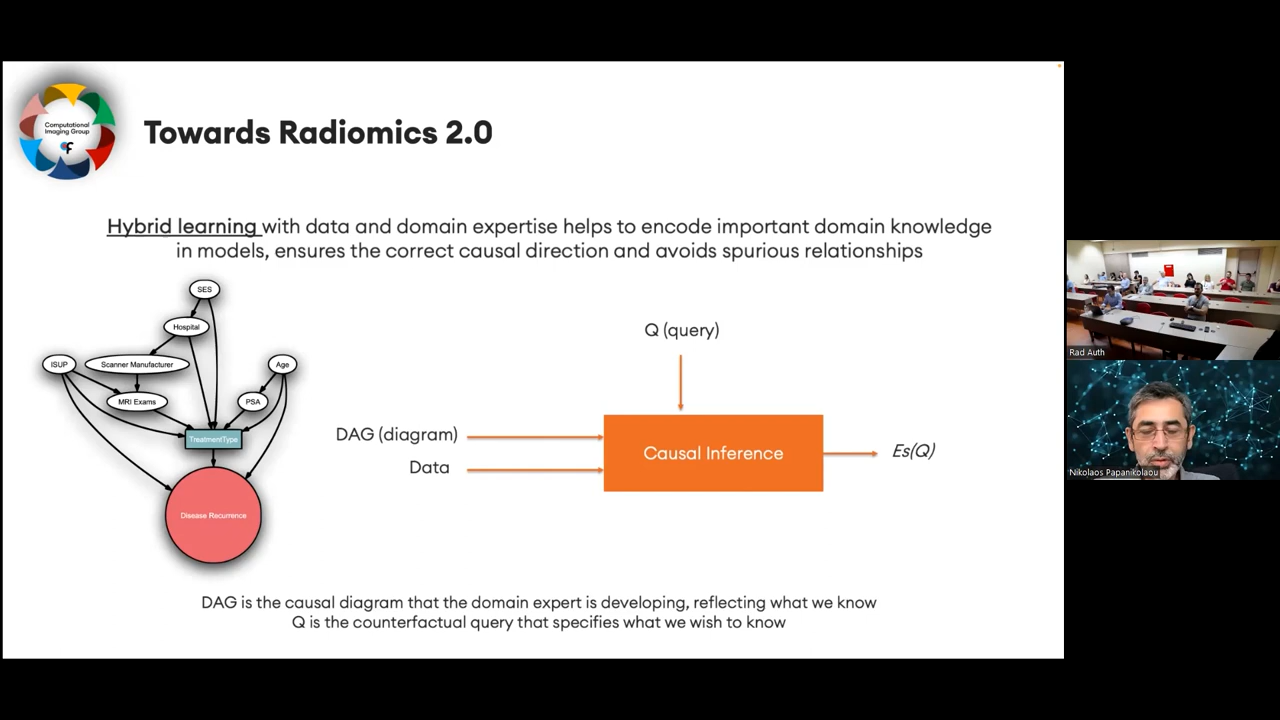 Computational
Imaging Group
cf
Towards Radiomics 2.0
Hybrid learning with data and domain expertise helps to encode important domain knowledge
in models, ensures the correct causal direction and avoids spurious relationships
SES
Hospital
ISUP
Scanner Manufacturer
Age
MRI Exams
PSA
TreatmentType
Disease Recurrence
Q (query)
DAG (diagram)
Data
Causal Inference
Es(Q)
DAG is the causal diagram that the domain expert is developing, reflecting what we know
Q is the counterfactual query that specifies what we wish to know
Rad Auth
Nikolaos Papanikolaou